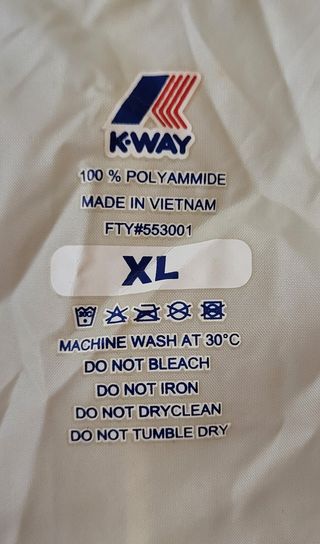 K·WAY
100 % POLYAMMIDE
MADE IN VIETNAM
FTY#553001
XL
MACHINE WASH AT 30°C
DO NOT BLEACH
DO NOT IRON
DO NOT DRYCLEAN
DO NOT TUMBLE DRY